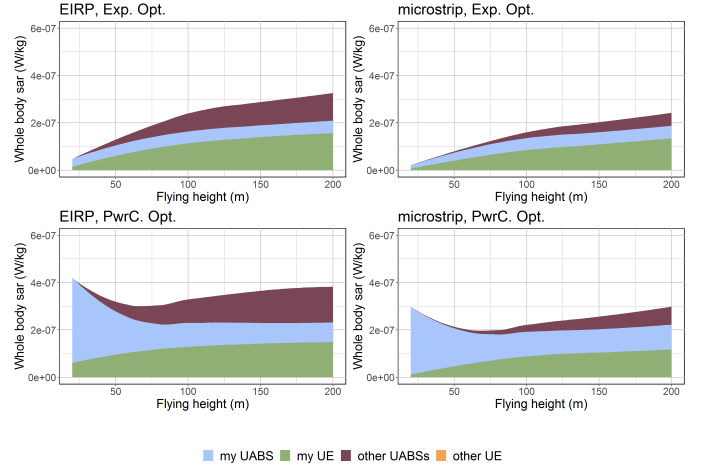 EIRP, Exp. Opt.
microstrip, Exp. Opt.
Whole body sar (W/kg)
6e-07
4e-07
2e-07
0e+00
50
100
150
200
Flying height (m)
Whole body sar (W/kg)
6e-07
4e-07
2e-07
0e+00
50
100
150
200
Flying height (m)
EIRP, PwrC. Opt.
microstrip, PwrC. Opt.
Whole body sar (W/kg)
6e-07
4e-07
2e-07
0e+00
50
100
150
200
Flying height (m)
Whole body sar (W/kg)
6e-07
4e-07
2e-07
0e+00
50
100
150
200
Flying height (m)
my UABS
my UE
other UABSs
other UE